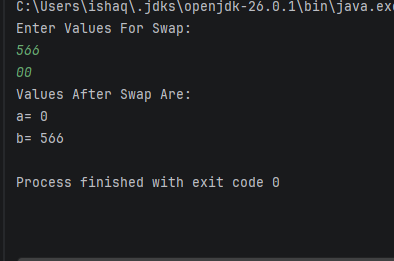 C:\Users\ishaq\.jdks\openjdk-26.0.1\bin\java.exe
Enter Values For Swap:
566
00
Values After Swap Are:
a= 0
b= 566
Process finished with exit code 0